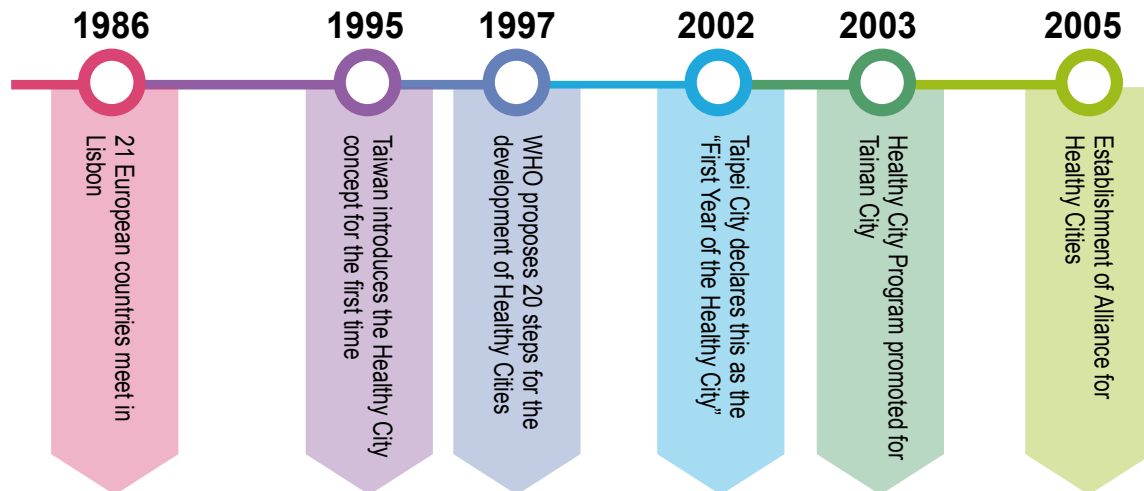 1986
21 European countries meet in
Lisbon
1995
Taiwan introduces the Healthy City
concept for the first time
1997
WHO proposes 20 steps for the
development of Healthy Cities
2002
Taipei City declares this as the
“First Year of the Healthy City”
2003
Healthy City Program promoted for
Tainan City
2005
Establishment of Alliance for
Healthy Cities